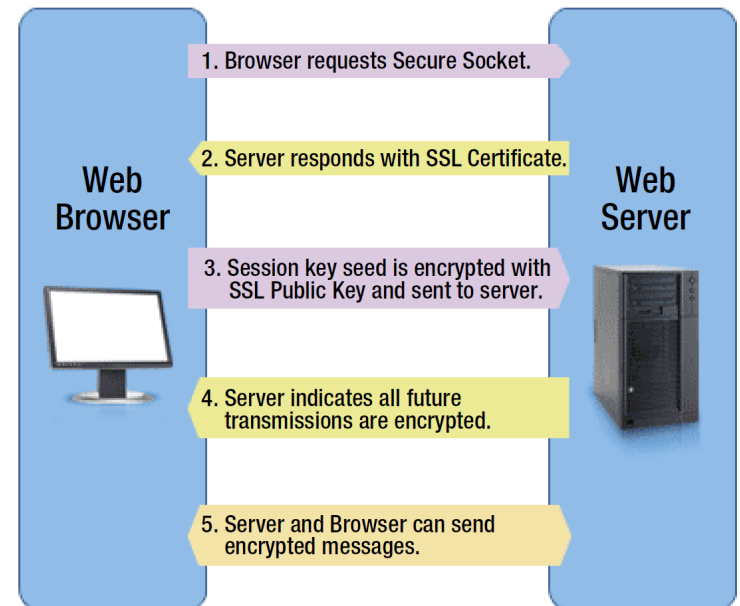 1. Browser requests Secure Socket.
2. Server responds with SSL Certificate.
Web
Browser
Web
Server
3. Session key seed is encrypted with
SSL Public Key and sent to server.
4. Server indicates all future
transmissions are encrypted.
5. Server and Browser can send
encrypted messages.